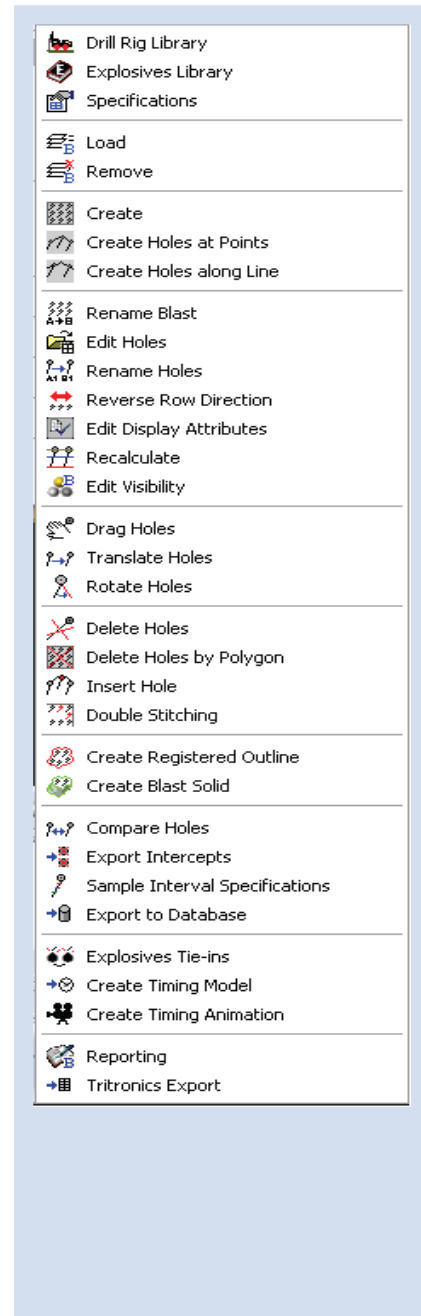 Drill Rig Library
Explosives Library
Specifications
Load
Remove
Create
Create Holes at Points
Create Holes along Line
Rename Blast
Edit Holes
Rename Holes
Reverse Row Direction
Edit Display Attributes
Recalculate
Edit Visibility
Drag Holes
Translate Holes
Rotate Holes
Delete Holes
Delete Holes by Polygon
Insert Hole
Double Stitching
Create Registered Outline
Create Blast Solid
Compare Holes
Export Intercepts
Sample Interval Specifications
Export to Database
Explosives Tie-ins
Create Timing Model
Create Timing Animation
Reporting
Tritronics Export